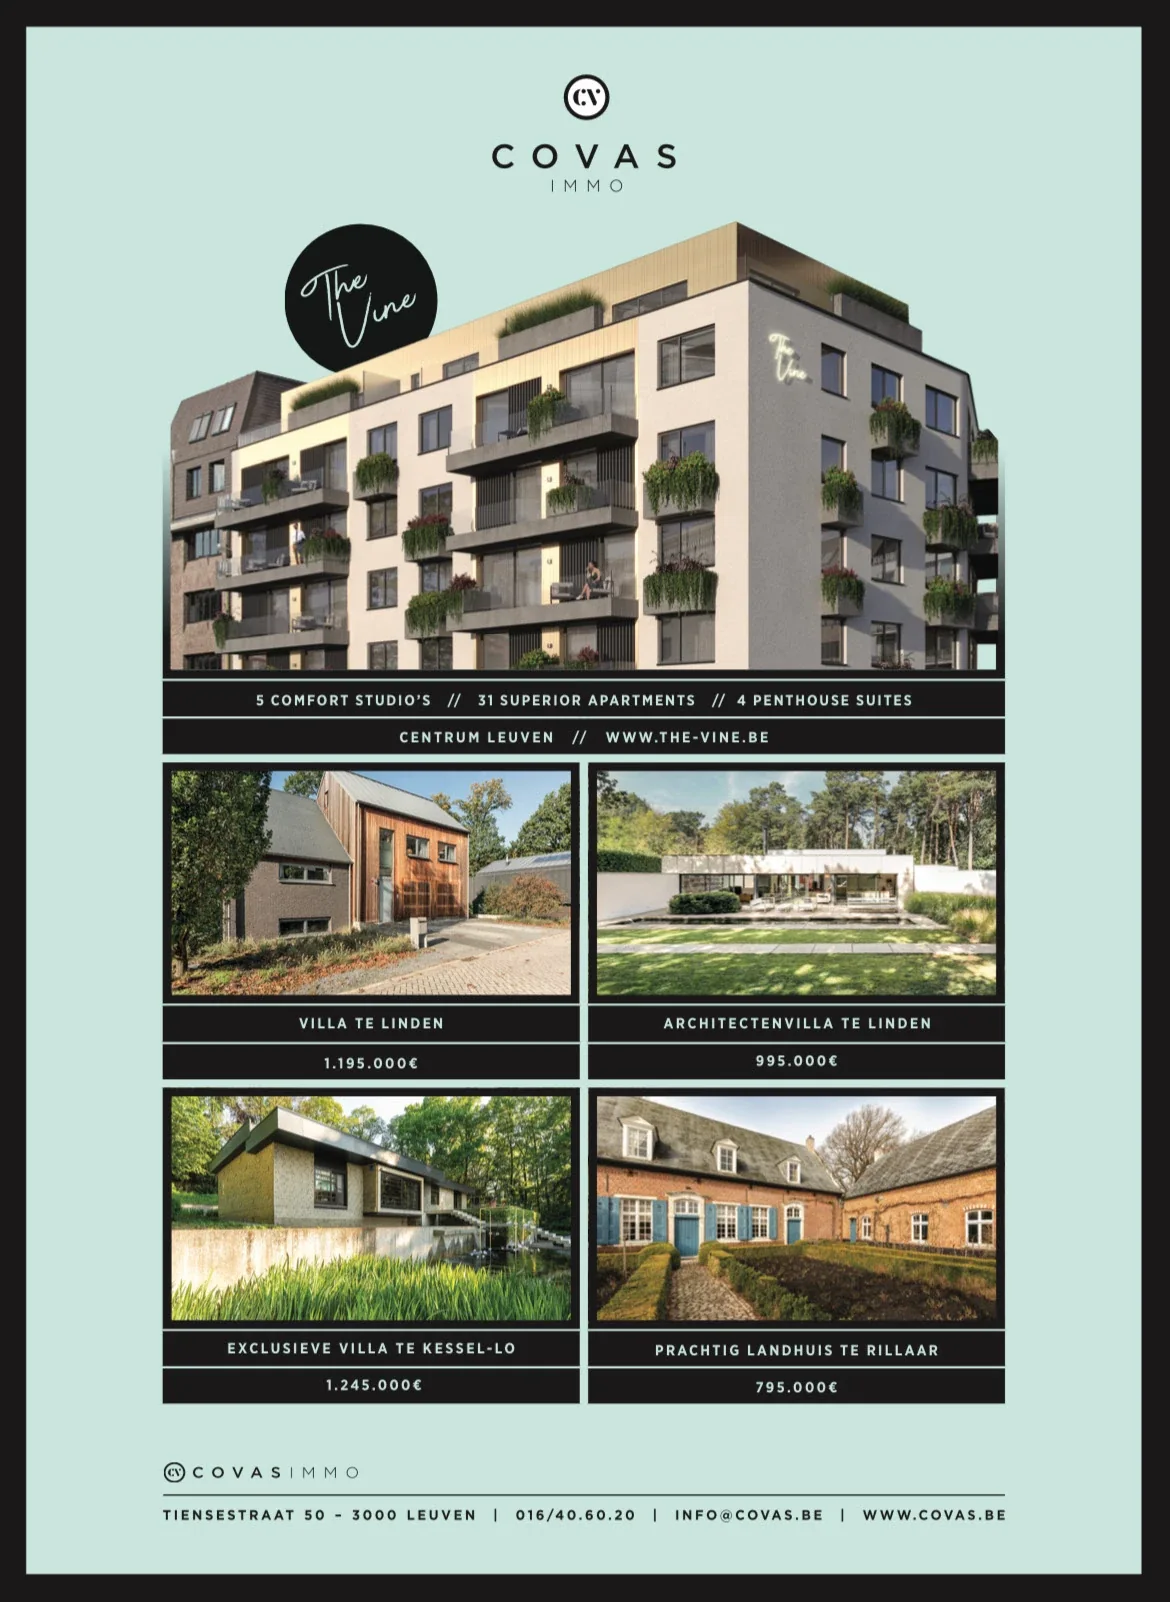 CV
COVAS
IMMO
The
Vine
The
Vine
5 COMFORT STUDIO'S // 31 SUPERIOR APARTMENTS // 4 PENTHOUSE SUITES
CENTRUM LEUVEN // WWW.THE-VINE.BE
VILLA TE LINDEN
1.195.000€
ARCHITECTENVILLA TE LINDEN
995.000€
EXCLUSIEVE VILLA TE KESSEL-LO
1.245.000€
PRACHTIG LANDHUIS TE RILLAAR
795.000€
CV COVAS IMMO
TIENSESTRAAT 50 – 3000 LEUVEN | 016/40.60.20 | INFO@COVAS.BE | WWW.COVAS.BE